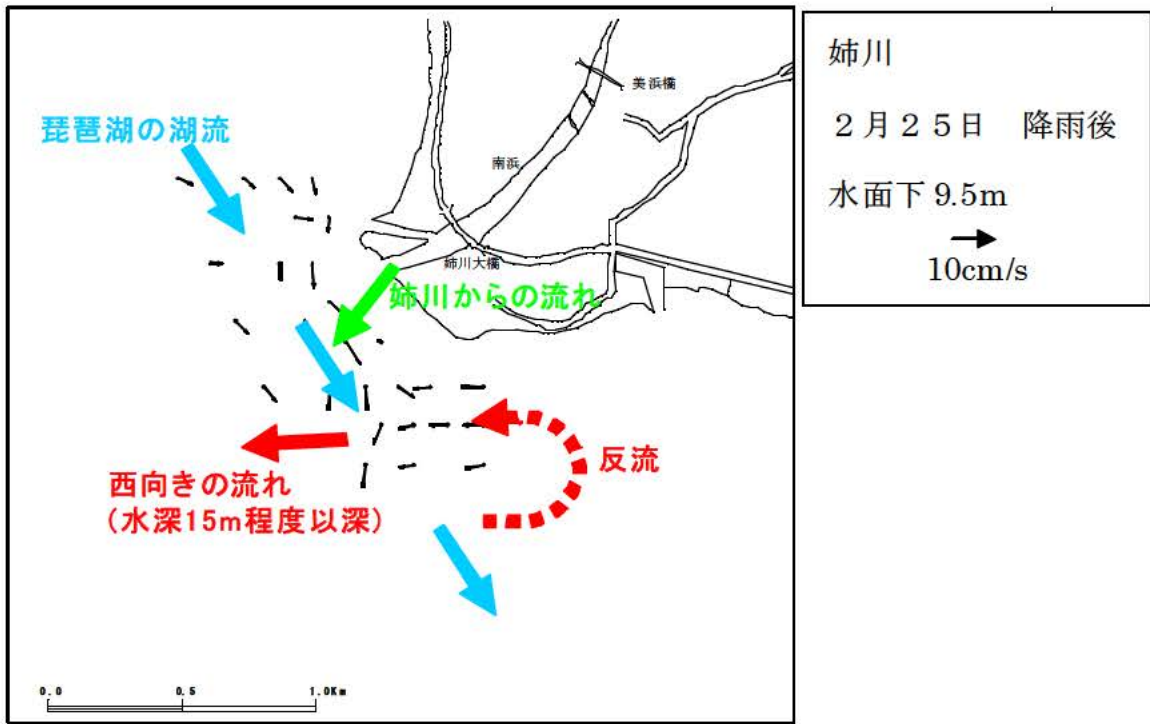 琵琶湖の湖流
美浜橋
南浜
姉川大橋
姉川からの流れ
反流
西向きの流れ
(水深15m程度以深)
0.0 0.5 1.0Km
姉川
2月25日 降雨後
水面下 9.5m
10cm/s